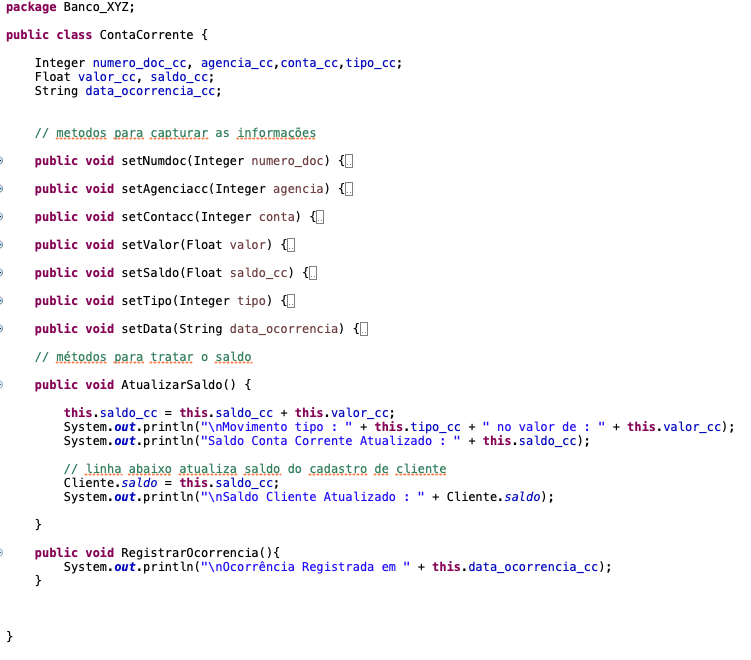 package Banco_XYZ;
public class ContaCorrente {
Integer numero_doc_cc, agencia_cc,conta_cc,tipo_cc;
Float valor_cc, saldo_cc;
String data_ocorrencia_cc;
// metodos para capturar as informações
public void setNumdoc(Integer numero_doc) {
public void setAgenciacc(Integer agencia) {
public void setContacc(Integer conta) {
public void setValor(Float valor) {
public void setSaldo(Float saldo_cc) {
public void setTipo(Integer tipo) {
public void setData(String data_ocorrencia) {
// métodos para tratar o saldo
public void AtualizarSaldo() {
this.saldo_cc = this.saldo_cc + this.valor_cc;
System.out.println("\nMovimento tipo : " + this.tipo_cc + " no valor de : " + this.valor_cc);
System.out.println("Saldo Conta Corrente Atualizado : " + this.saldo_cc);
// linha abaixo atualiza saldo do cadastro de cliente
Cliente.saldo = this.saldo_cc;
System.out.println("\nSaldo Cliente Atualizado : " + Cliente.saldo);
}
public void RegistrarOcorrencia(){
System.out.println("\nOcorrência Registrada em " + this.data_ocorrencia_cc);
}
}